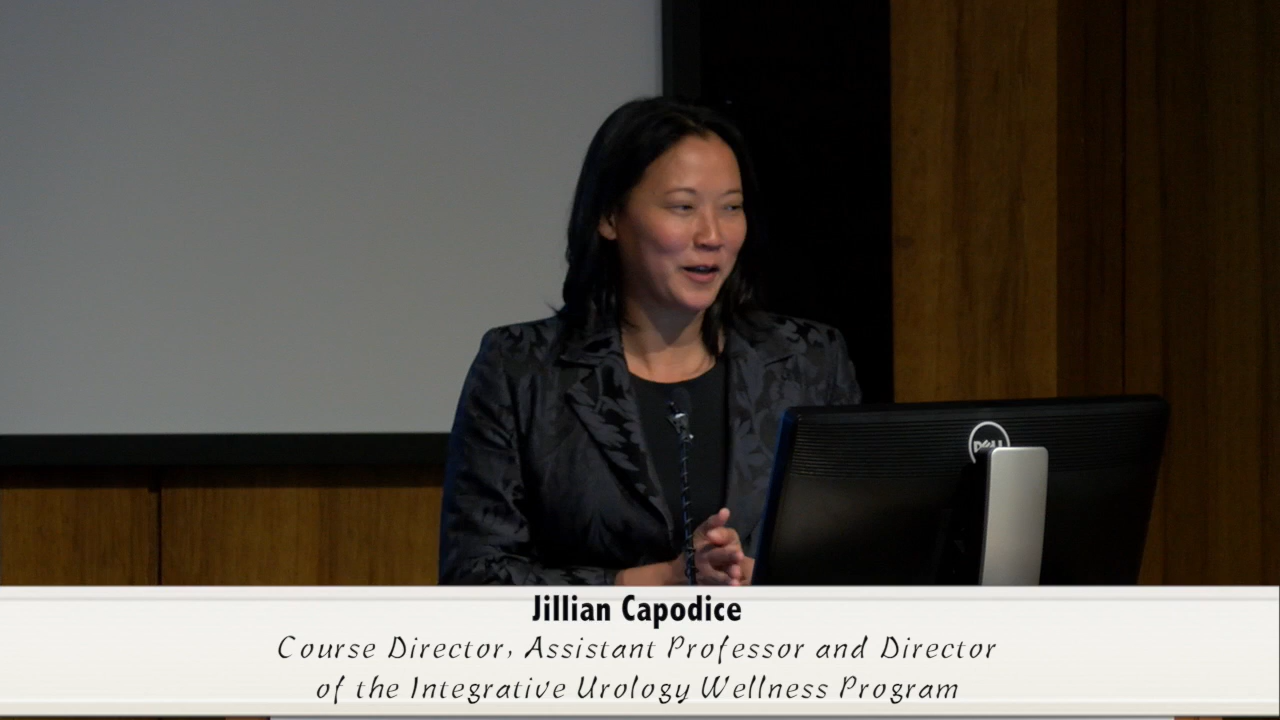 DELL
Jillian Capodice
Course Director, Assistant Professor and Director
of the Integrative Urology Wellness Program